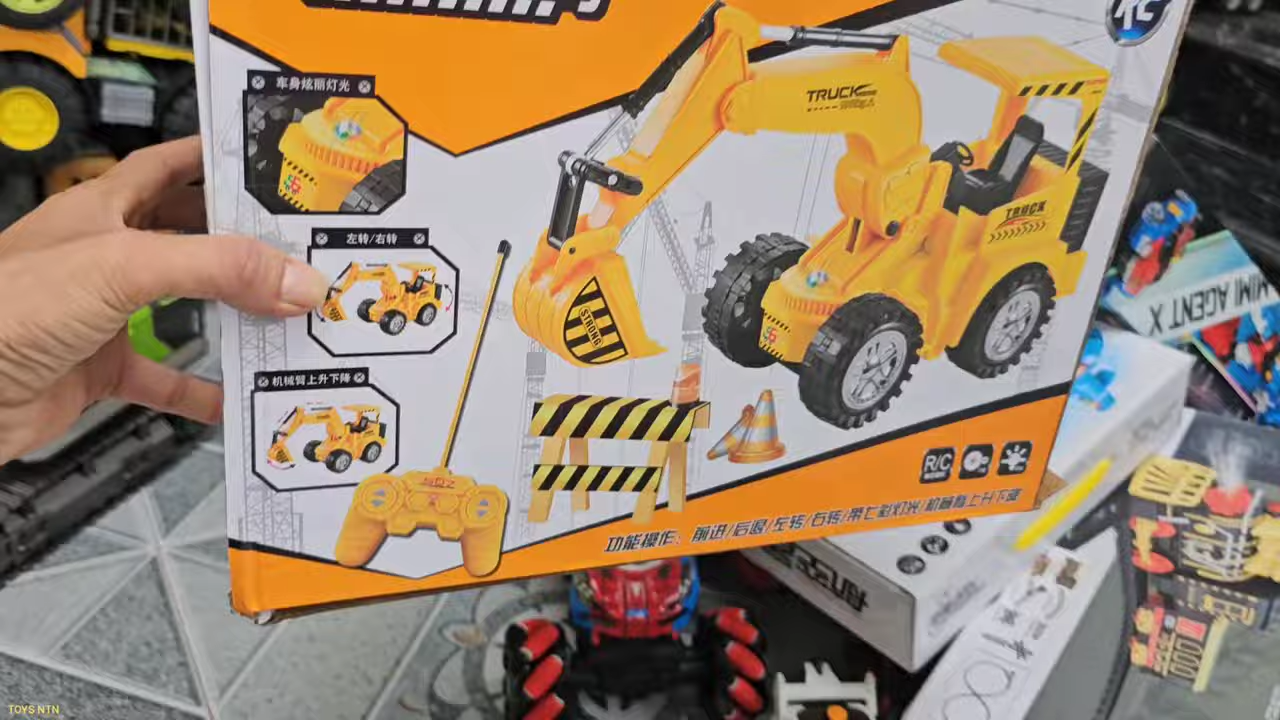 车身炫丽灯光
左转/右转
机械臂上升下降
TRUCK
TRUCK
STRONG
R/C
功能操作：前进/后退/左转/右转/带七彩灯光/机械臂上升下降
MIMI AGENT X
TOYS NTN